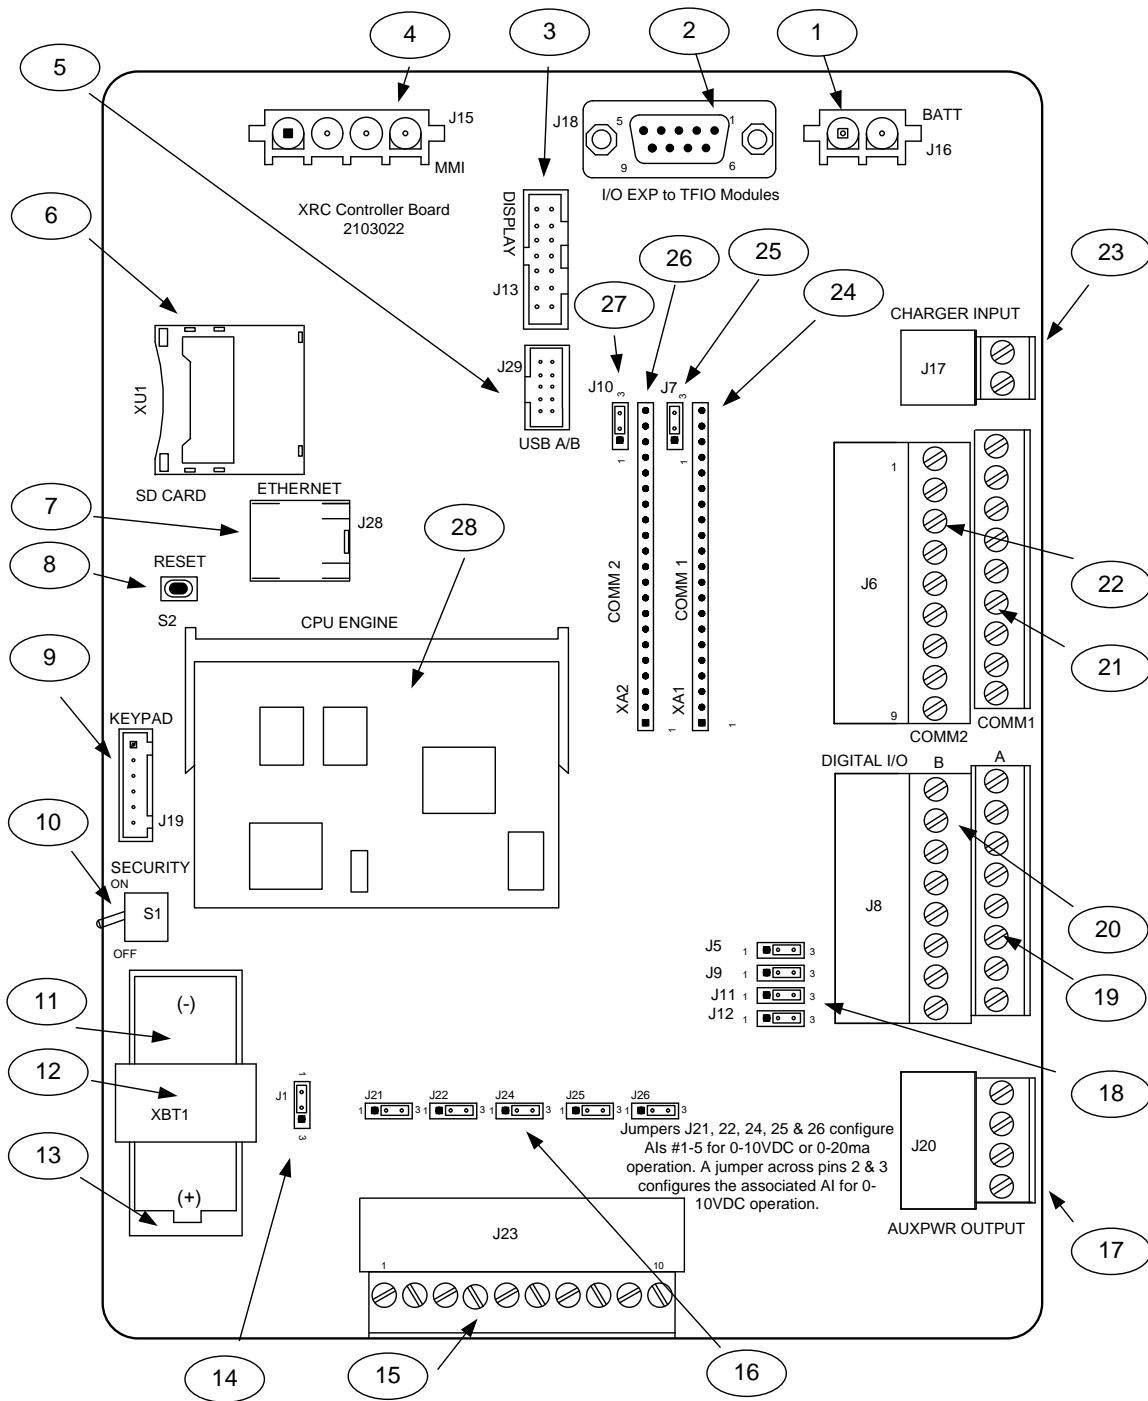 4
3
2
1
5
J15
MMI
J18
5
1
9
6
BATT
J16
I/O EXP to TFIO Modules
XRC Controller Board
2103022
DISPLAY
J13
6
26
25
23
27
24
CHARGER INPUT
J17
XU1
J29
USB A/B
J10
3
1
J7
3
1
SD CARD
ETHERNET
J28
7
28
8
RESET
S2
COMM 2
COMM 1
XA2
XA1
1
1
1
J6
9
COMM2
COMM1
22
21
CPU ENGINE
9
KEYPAD
J19
DIGITAL I/O
B
A
J8
20
19
10
SECURITY
ON
S1
OFF
J5
1
3
J9
1
3
J11
1
3
J12
1
3
18
11
(-)
12
XBT1
13
(+)
J1
1
3
J21
1
3
J22
1
3
J24
1
3
J25
1
3
J26
1
3
Jumpers J21, 22, 24, 25 & 26 configure
AIs #1-5 for 0-10VDC or 0-20ma
operation. A jumper across pins 2 & 3
configures the associated AI for 0-
10VDC operation.
J20
AUXPWR OUTPUT
17
J23
1
10
14
15
16